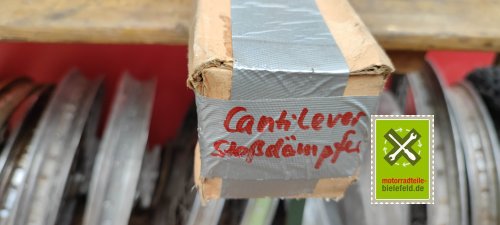 Cantilever
Stoßdämpfer
motorradteile-
bielefeld.de